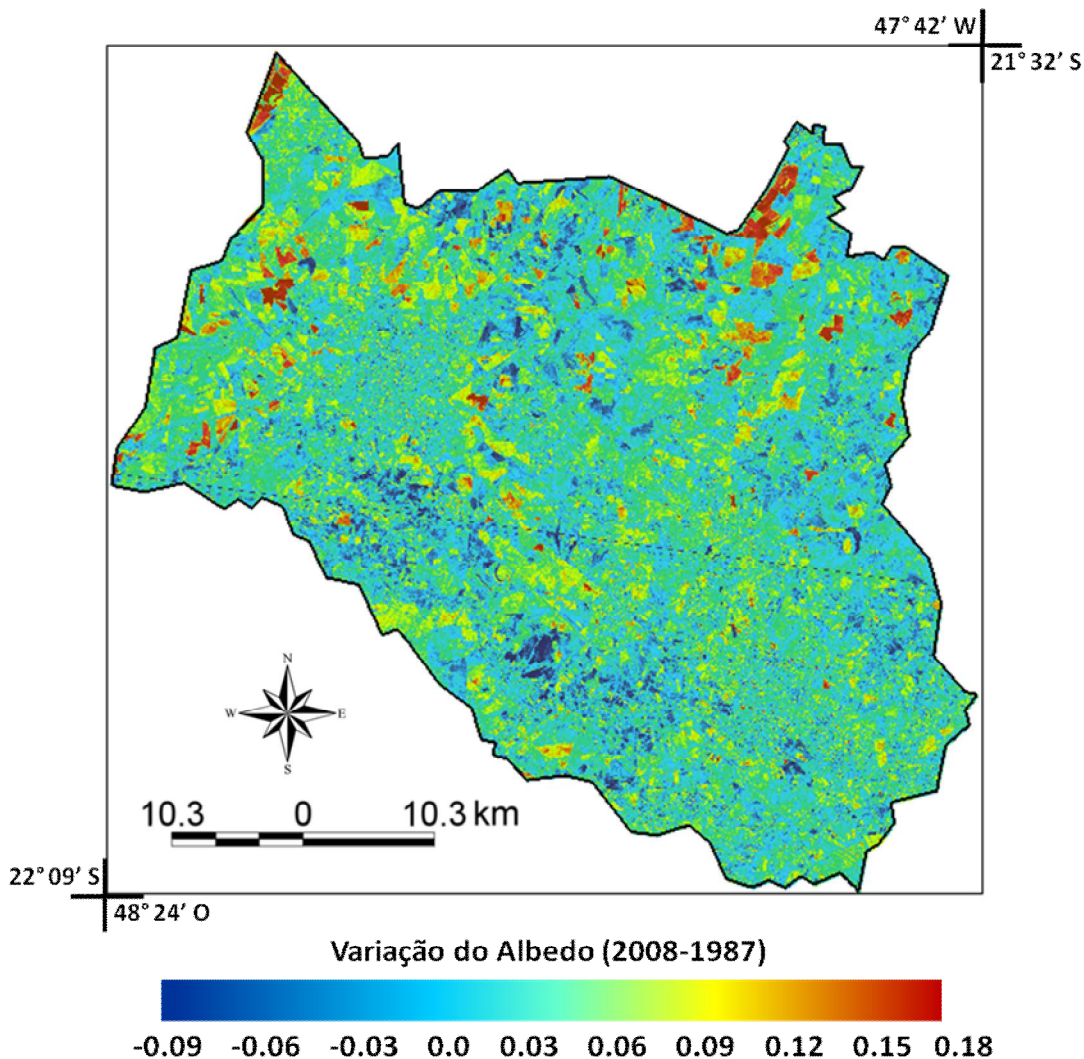 47° 42’ W
21° 32’ S
N
W E
S
10.3 0 10.3 km
22° 09’ S
48° 24’ O
Variação do Albedo (2008-1987)
-0.09 -0.06 -0.03 0.0 0.03 0.06 0.09 0.12 0.15 0.18